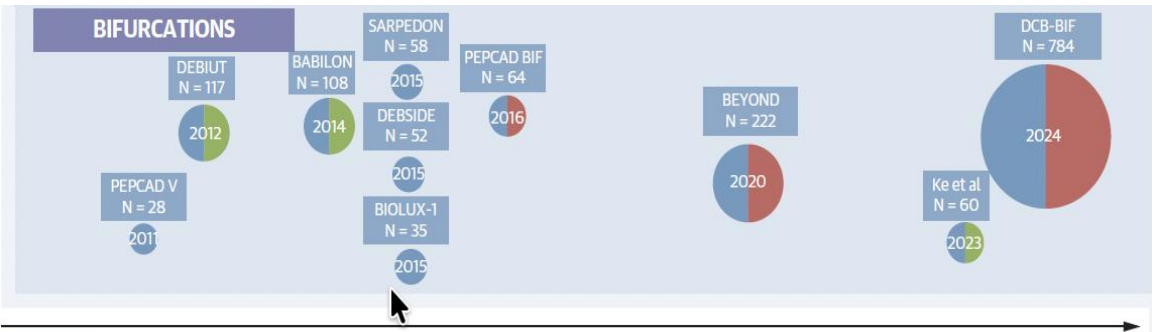 BIFURCATIONS
DEBIUT
N = 117
2012
PEPCAD V
N = 28
2011
BABILON
N = 108
2014
SARPEDON
N = 58
2015
DEBSIDE
N = 52
2015
BIOLUX-1
N = 35
2015
PEPCAD BIF
N = 64
2016
BEYOND
N = 222
2020
Ke et al
N = 60
2023
DCB-BIF
N = 784
2024